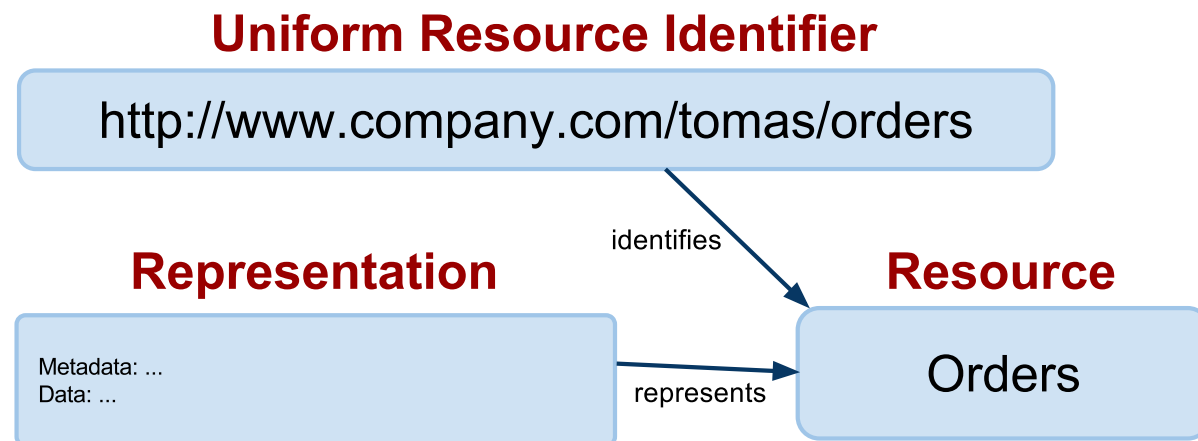 Uniform Resource Identifier
http://www.company.com/tomas/orders
identifies
Representation
Resource
Metadata: ...
Data: ...
represents
Orders